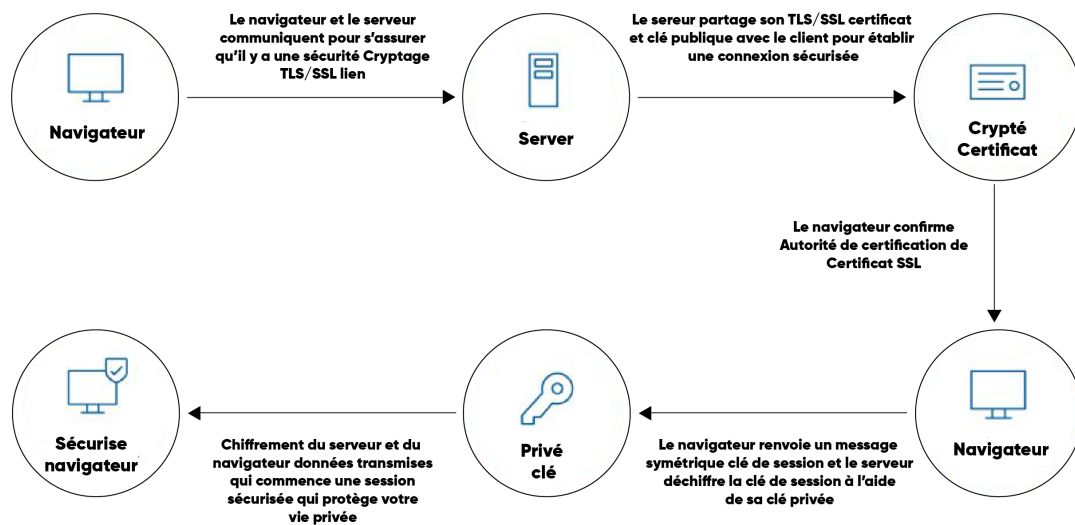 Le navigateur et le serveur
communiquent pour s'assurer
qu'il y a une sécurité Cryptage
TLS/SSL lien
Le sereur partage son TLS/SSL certificat
et clé publique avec le client pour établir
une connexion sécurisée
Navigateur
Server
Crypté
Certificat
Le navigateur confirme
Autorité de certification de
Certificat SSL
Sécurise
navigateur
Chiffrement du serveur et du
navigateur données transmises
qui commence une session
sécurisée qui protège votre
vie privée
Privé
clé
Le navigateur renvoie un message
symétrique clé de session et le serveur
déchiffre la clé de session à l'aide
de sa clé privée
Navigateur